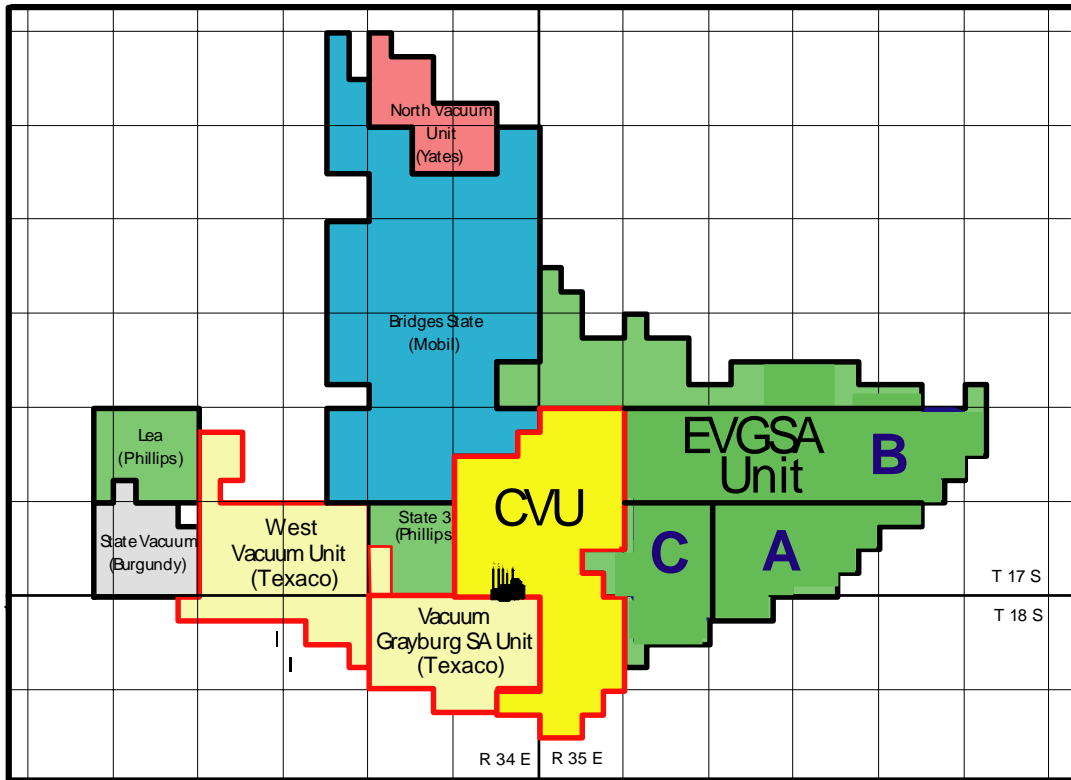 North Vacuum
Unit
(Yates)
Bridges State
(Mobil)
Lea
(Phillips)
EVGSA
Unit
B
State Vacuum
(Burgundy)
West
Vacuum Unit
(Texaco)
State 3
(Phillips
CVU
C
A
Vacuum
Grayburg SA Unit
(Texaco)
T 17 S
T 18 S
R 34 E
R 35 E